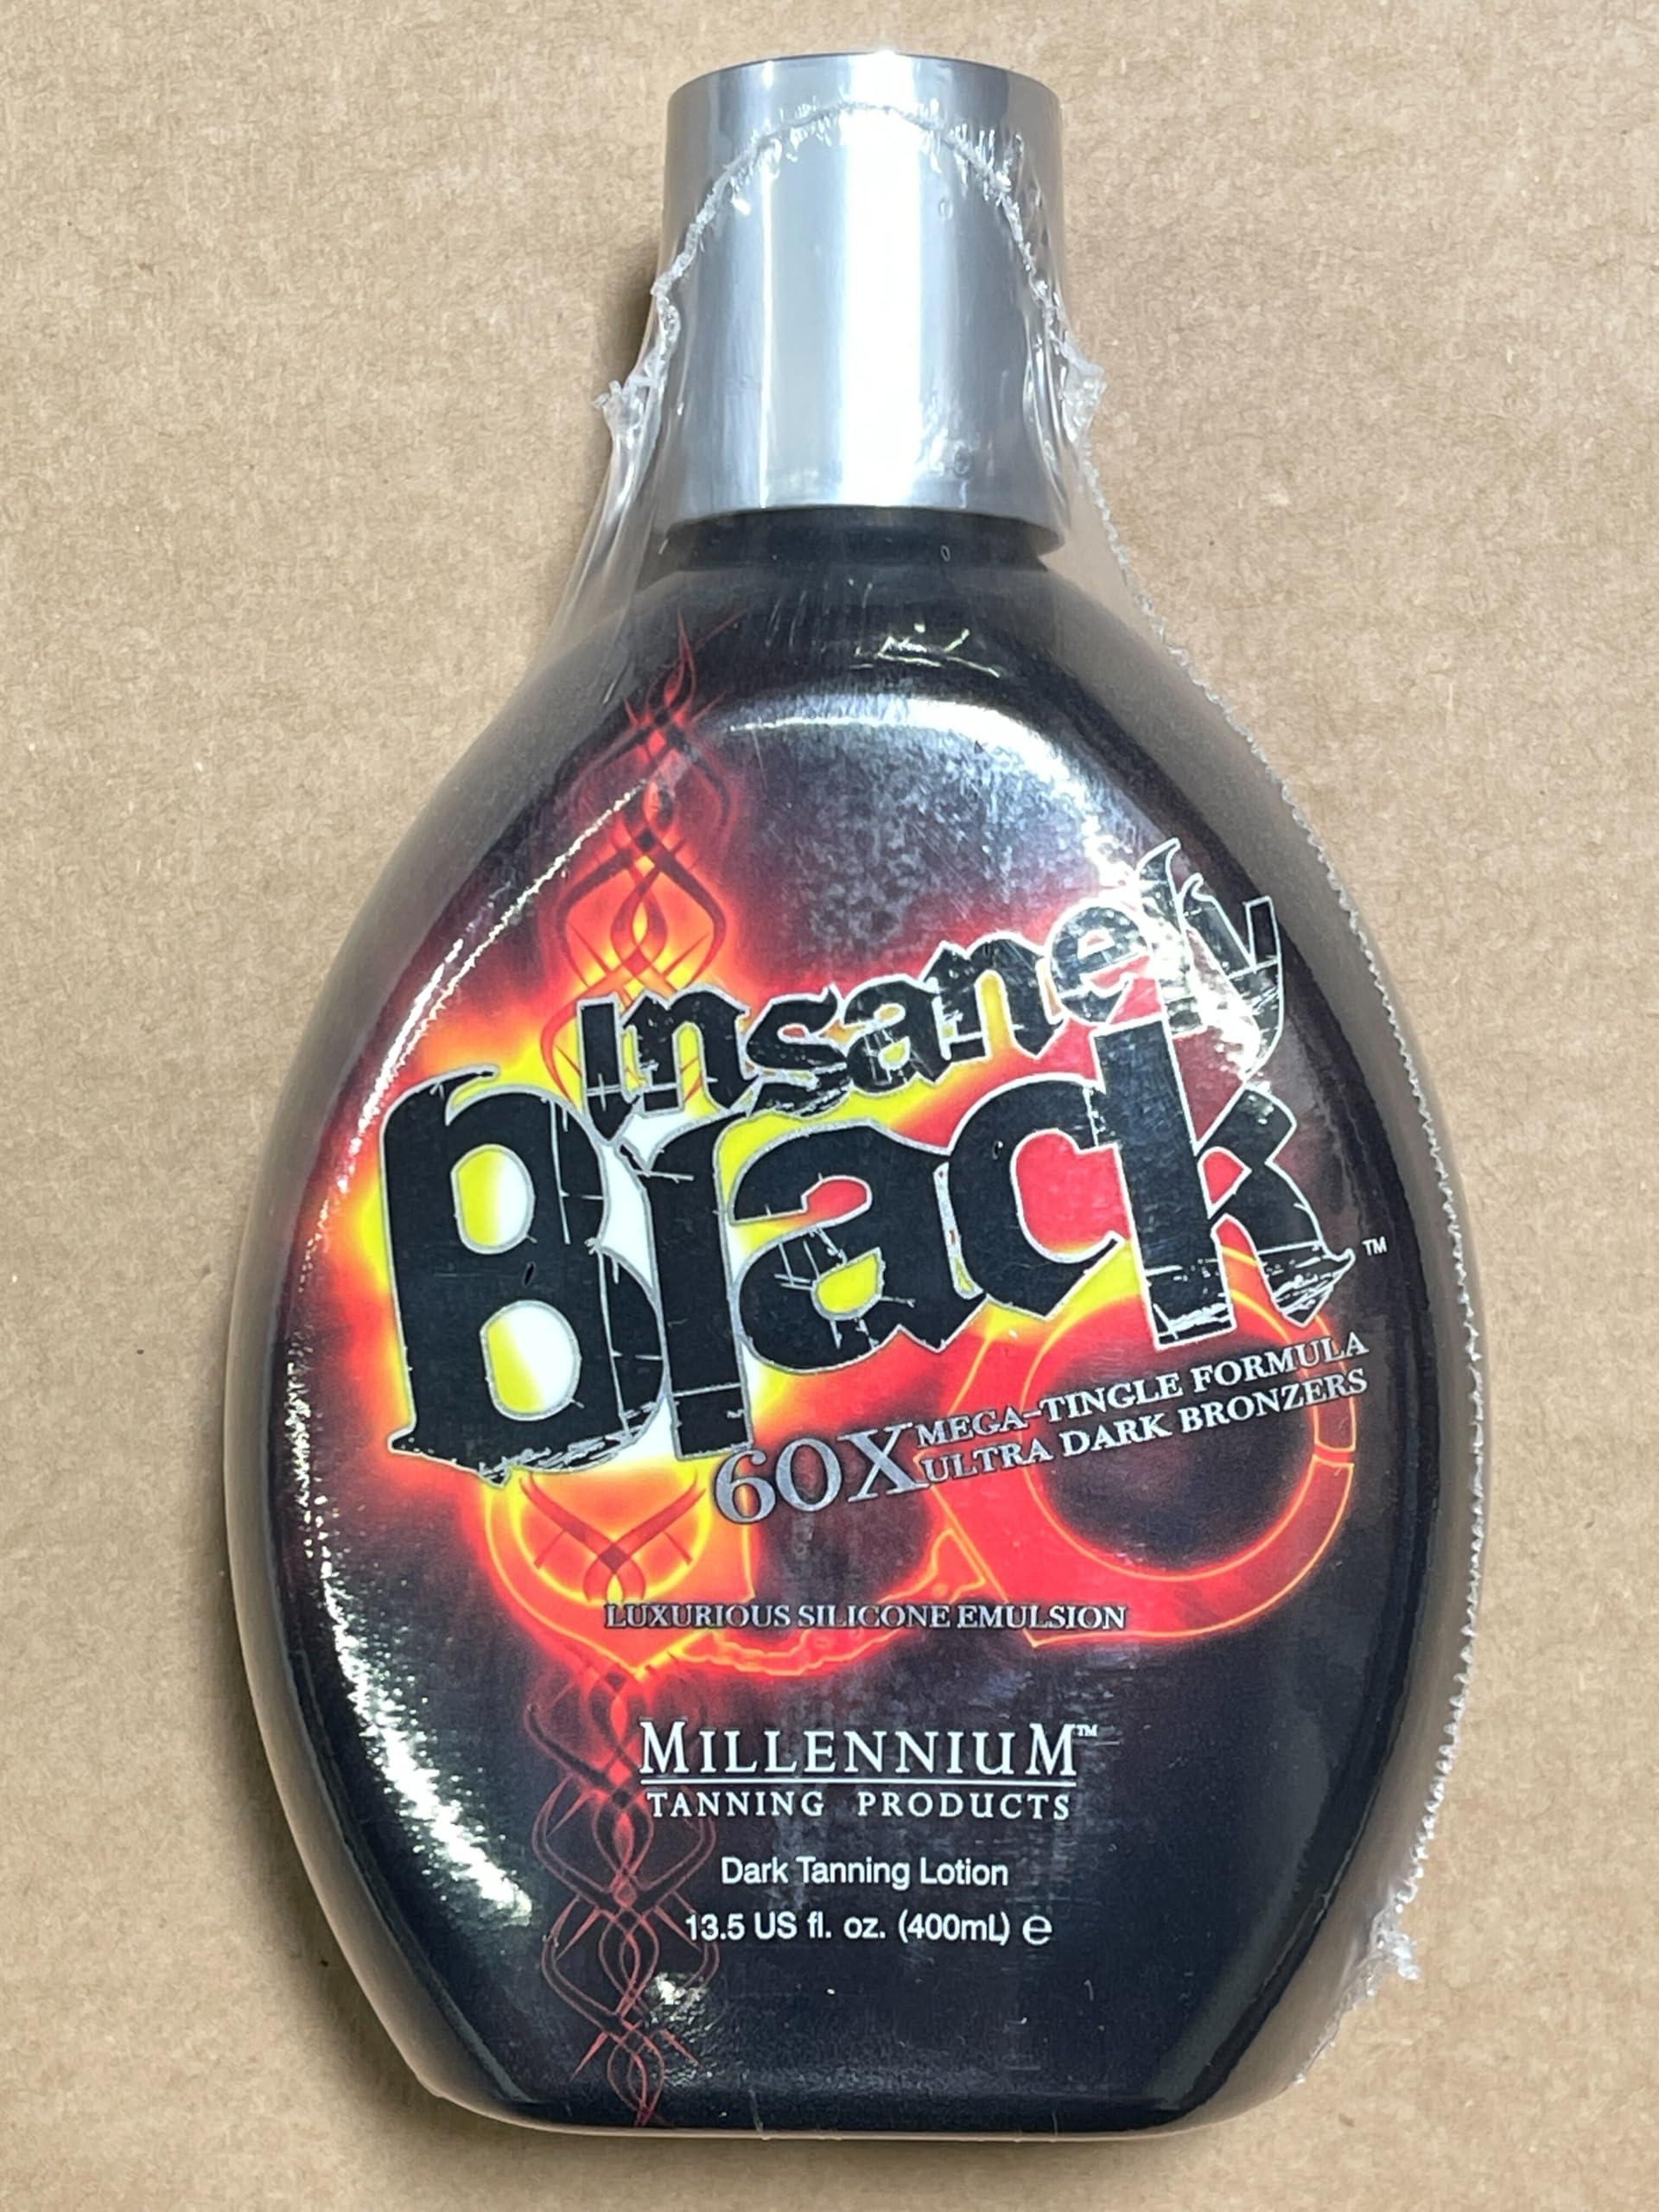 insanely
Black™
60X MEGA-TINGLE FORMULA
ULTRA DARK BRONZERS
LUXURIOUS SILICONE EMULSION
MILLENNIUM™
TANNING PRODUCTS
Dark Tanning Lotion
13.5 US fl. oz. (400mL) ℮